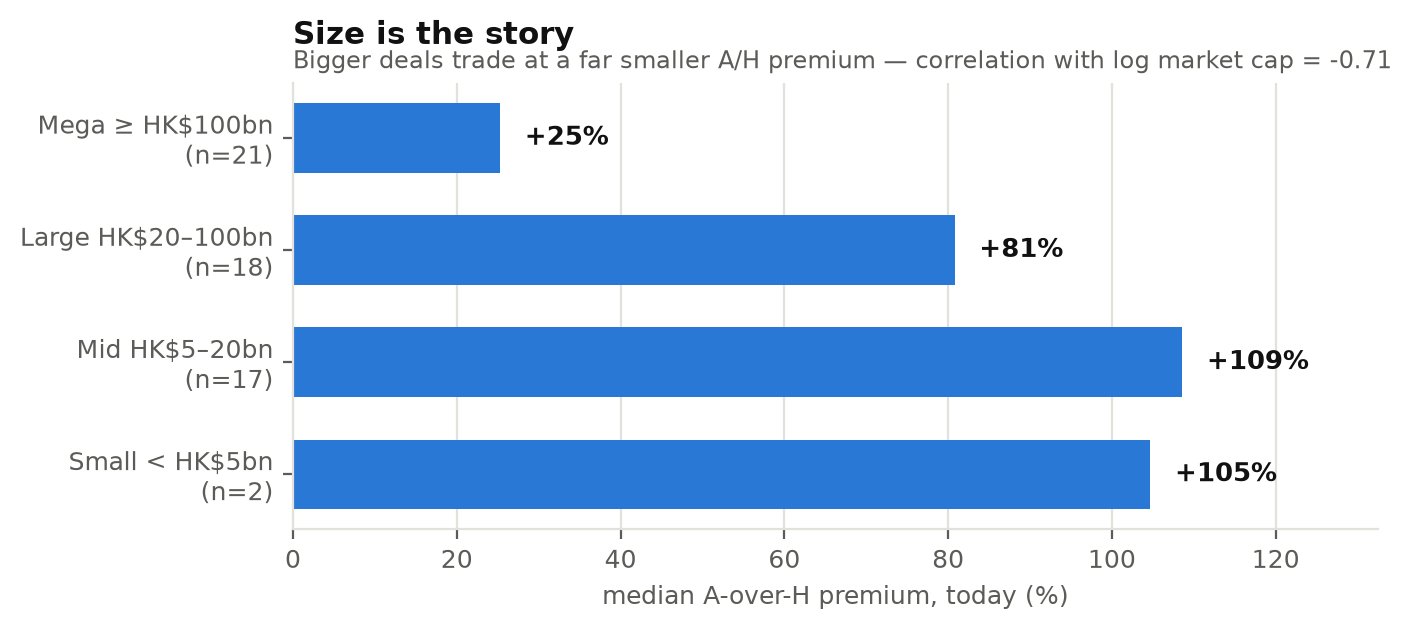 Size is the story
Bigger deals trade at a far smaller A/H premium — correlation with log market cap = -0.71
Mega ≥ HK$100bn
(n=21)
+25%
Large HK$20–100bn
(n=18)
+81%
Mid HK$5–20bn
(n=17)
+109%
Small < HK$5bn
(n=2)
+105%
0 20 40 60 80 100 120
median A-over-H premium, today (%)